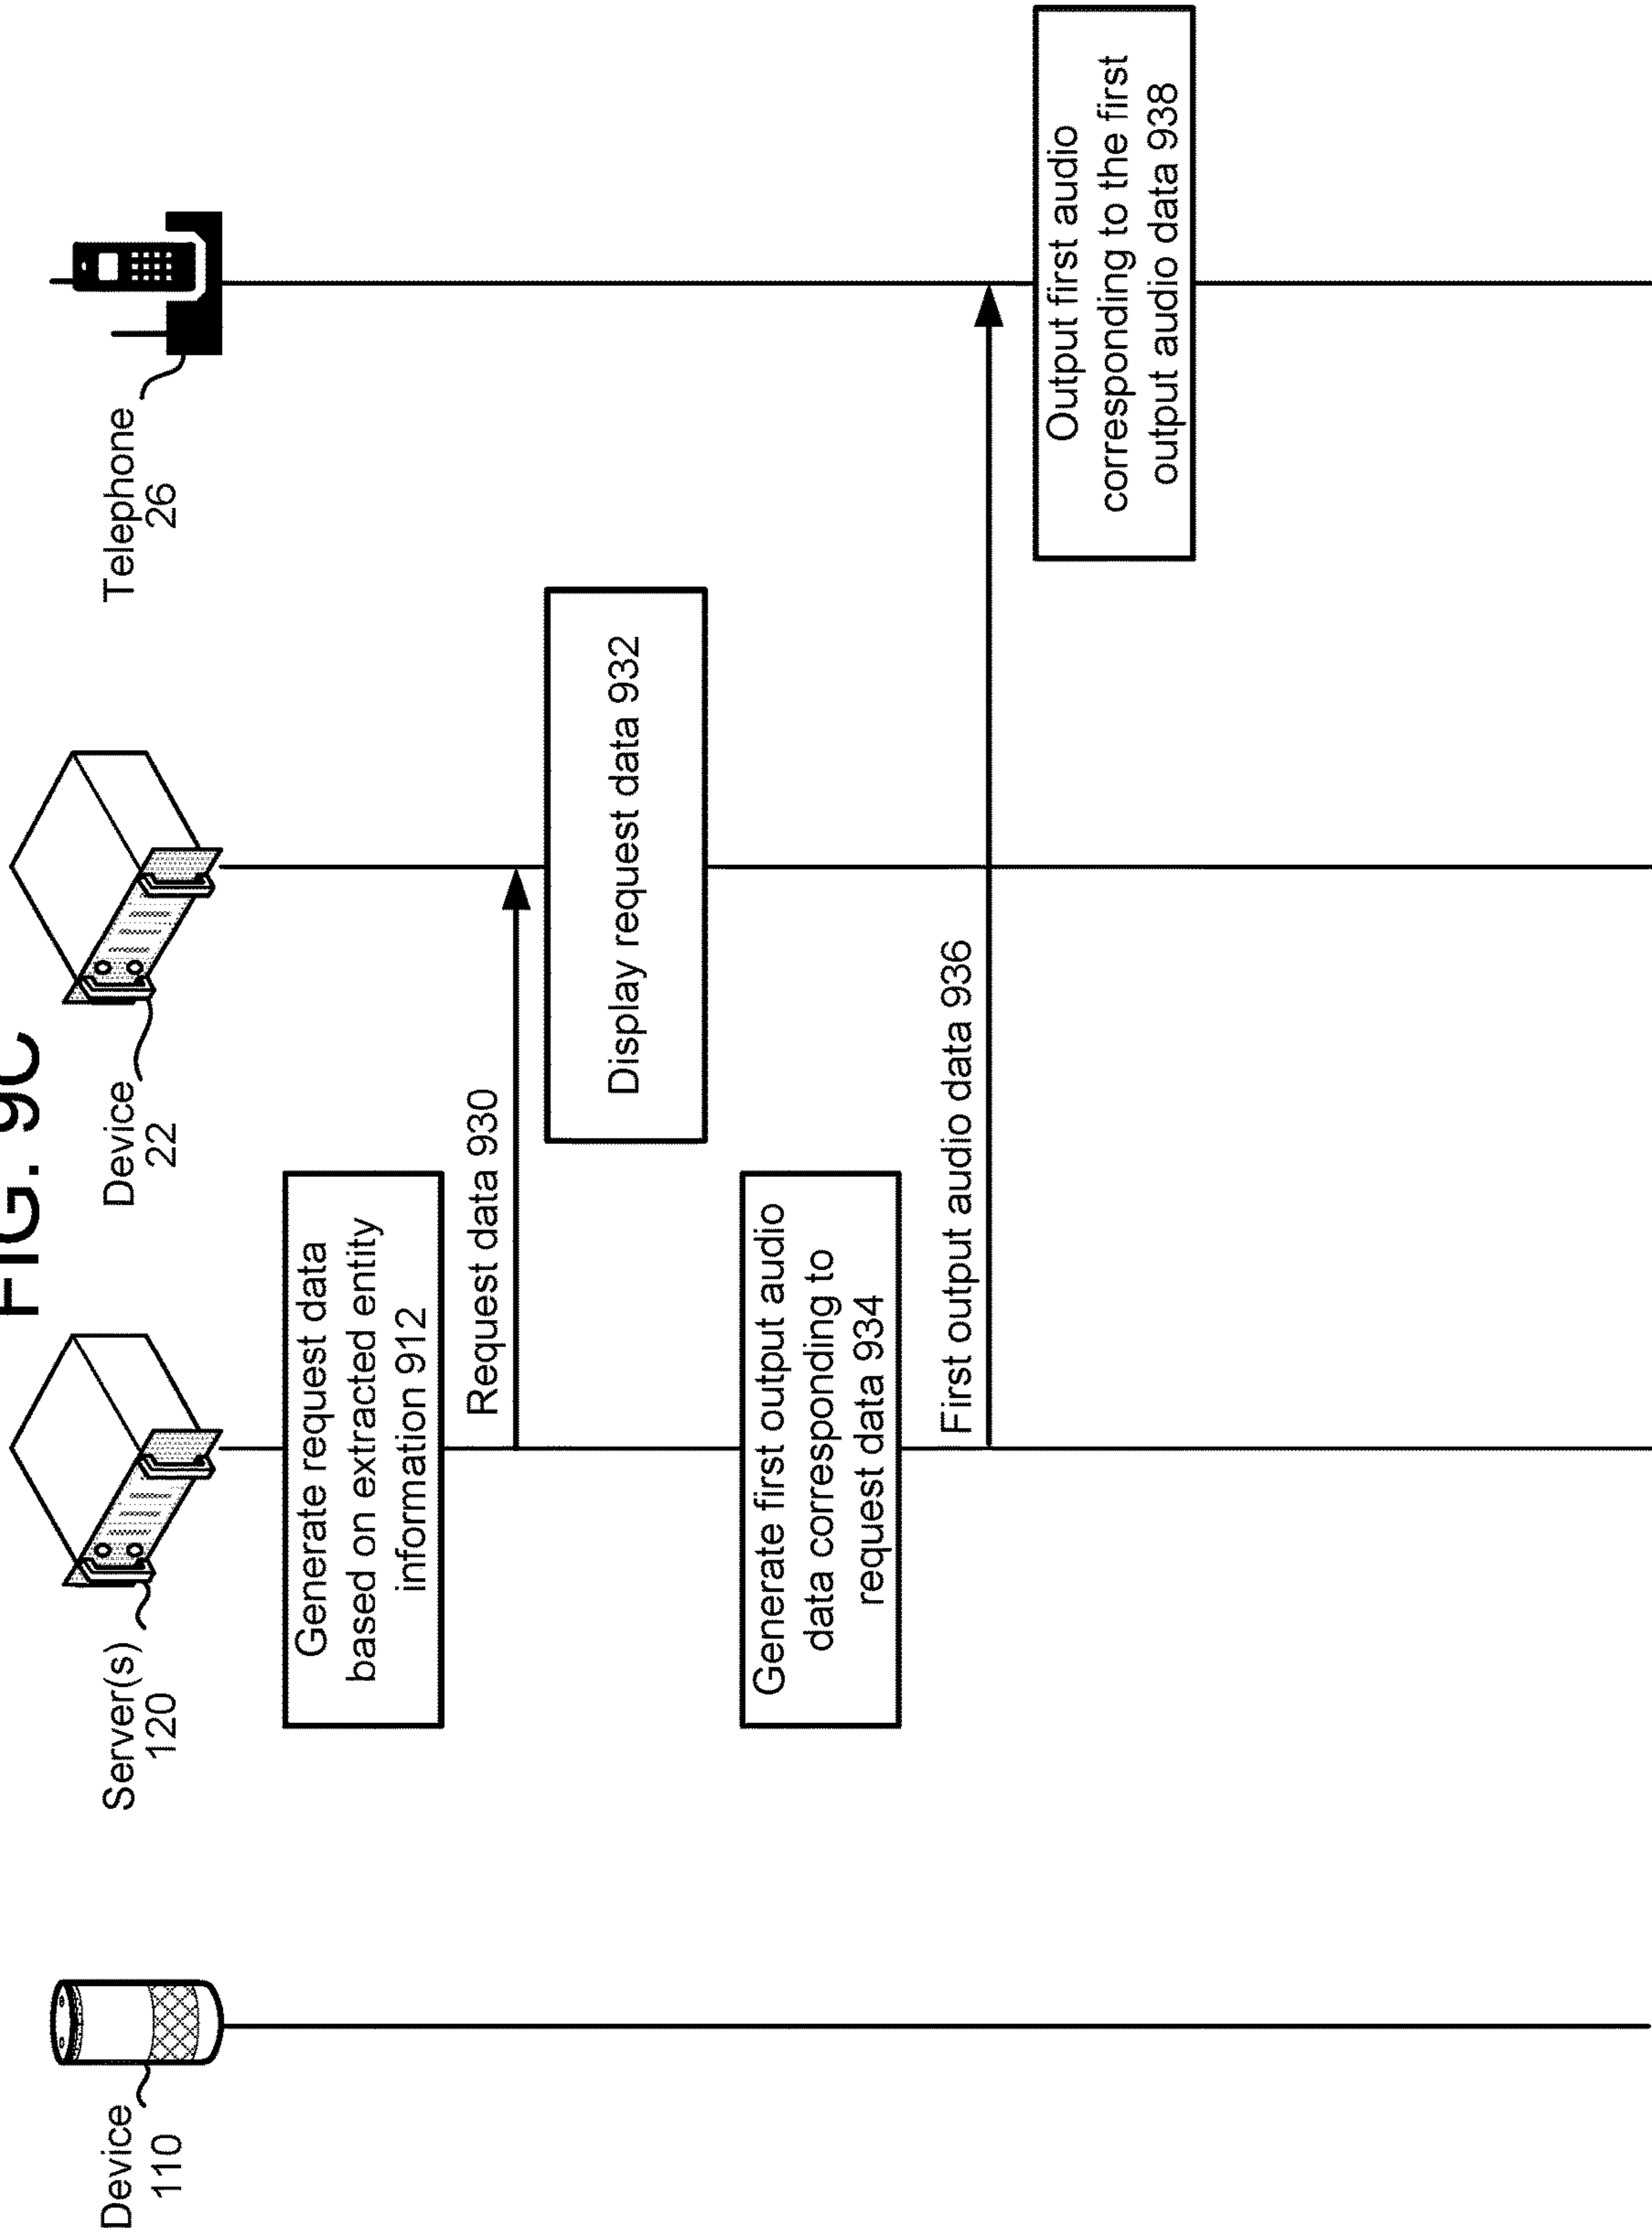 FIG. 9C
Device
110
Server(s)
120
Device
22
Telephone
26
Generate request data
based on extracted entity
information 912
Request data 930
Display request data 932
Generate first output audio
data corresponding to
request data 934
First output audio data 936
Output first audio
corresponding to the first
output audio data 938